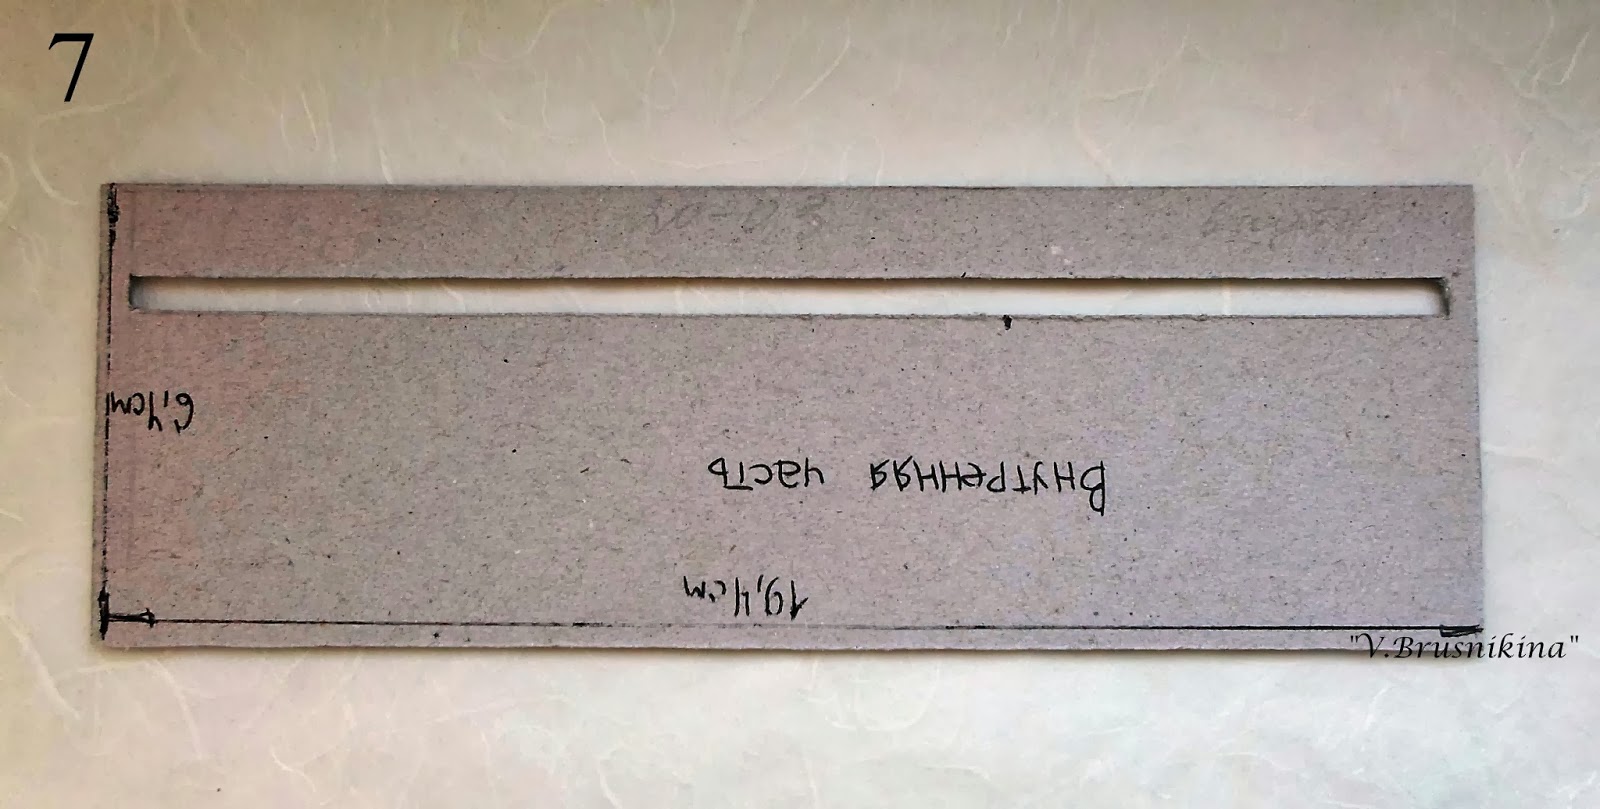 7
6,4см
Внутренняя часть
19,4см
"V.Brusnikina"